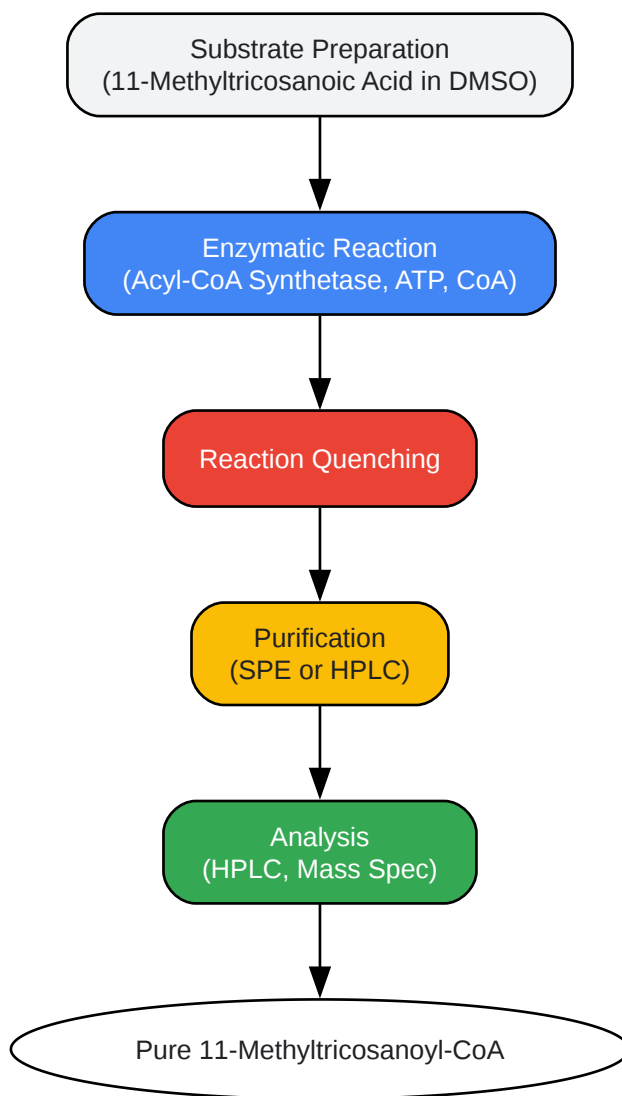 Substrate Preparation
(11-Methyltricosanoic Acid in DMSO)
Enzymatic Reaction
(Acyl-CoA Synthetase, ATP, CoA)
Reaction Quenching
Purification
(SPE or HPLC)
Analysis
(HPLC, Mass Spec)
Pure 11-Methyltricosanoyl-CoA